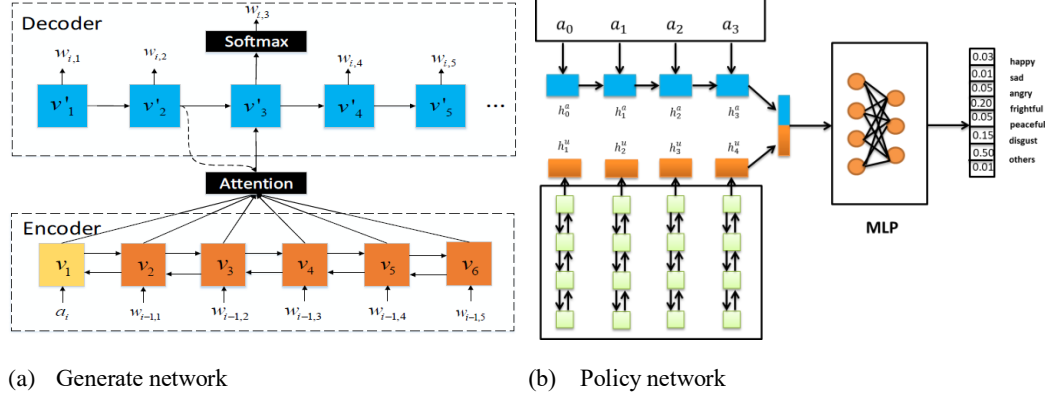 Decoder
w_{i,3}
Softmax
w_{i,1} w_{i,2} w_{i,4} w_{i,5}
v'_1 v'_2 v'_3 v'_4 v'_5 ...
Attention
Encoder
v_1 v_2 v_3 v_4 v_5 v_6
a_i w_{i-1,1} w_{i-1,2} w_{i-1,3} w_{i-1,4} w_{i-1,5}
(a) Generate network
a_0 a_1 a_2 a_3
h_0^a h_1^a h_2^a h_3^a
h_1^u h_2^u h_3^u h_4^u
MLP
0.03
0.01
0.05
0.20
0.05
0.15
0.50
0.01
happy
sad
angry
frightful
peaceful
disgust
others
(b) Policy network